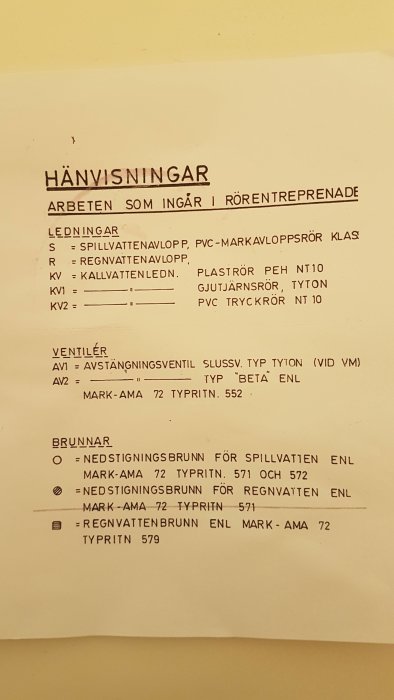 HÄNVISNINGAR
ARBETEN SOM INGÅR I RÖRENTREPRENADE
LEDNINGAR
S = SPILLVATTENAVLOPP, PVC-MARKAVLOPPSRÖR KLAS
R = REGNVATTENAVLOPP,
KV = KALLVATTENLEDN. PLASTRÖR PEH NT10
KV1 = —— " —— GJUTJÄRNSRÖR, TYTON
KV2 = —— " —— PVC TRYCKRÖR NT 10
VENTILER
AV1 = AVSTÄNGNINGSVENTIL SLUSSV. TYP TYTON (VID VM)
AV2 = —— " —— TYP "BETA" ENL
MARK-AMA 72 TYPRITN. 552
BRUNNAR
○ = NEDSTIGNINGSBRUNN FÖR SPILLVATTEN ENL
MARK-AMA 72 TYPRITN. 571 OCH 572
= NEDSTIGNINGSBRUNN FÖR REGNVATTEN ENL
MARK-AMA 72 TYPRITN 571
= REGNVATTENBRUNN ENL MARK-AMA 72
TYPRITN 579